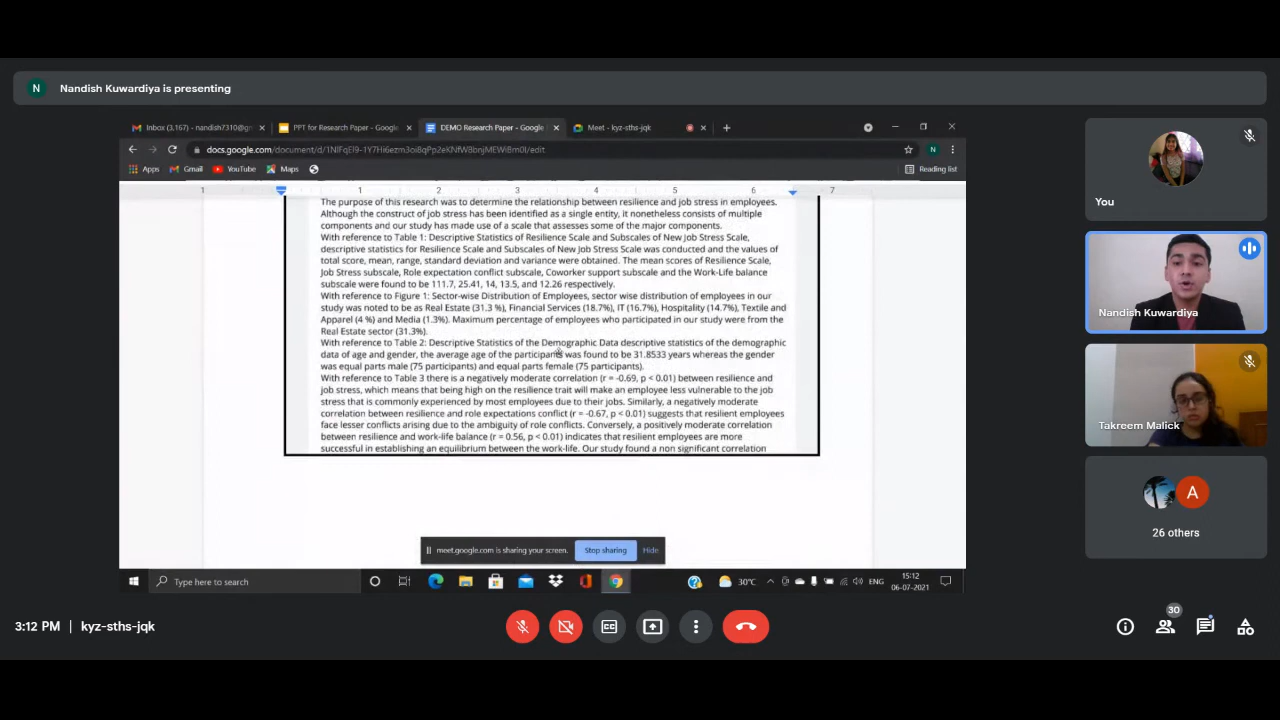 N Nandish Kuwardiya is presenting
Inbox (3,167) - nandish7310@g
PPT for Research Paper - Google
DEMO Research Paper - Google
Meet - kyz-sths-jqk
Apps Gmail YouTube Maps Reading list
1 1 2 3 4 5 6 7
The purpose of this research was to determine the relationship between resilience and job stress in employees.
Although the construct of job stress has been identified as a single entity, it nonetheless consists of multiple
components and our study has made use of a scale that assesses some of the major components.
With reference to Table 1: Descriptive Statistics of Resilience Scale and Subscales of New Job Stress Scale,
descriptive statistics for Resilience Scale and Subscales of New Job Stress Scale was conducted and the values of
total score, mean, range, standard deviation and variance were obtained. The mean scores of Resilience Scale,
Job Stress subscale, Role expectation conflict subscale, Coworker support subscale and the Work-Life balance
subscale were found to be 111.7, 25.41, 14, 13.5, and 12.26 respectively.
With reference to Figure 1: Sector-wise Distribution of Employees, sector wise distribution of employees in our
study was noted to be as Real Estate (31.3 %), Financial Services (18.7%), IT (16.7%), Hospitality (14.7%), Textile and
Apparel (4 %) and Media (1.3%). Maximum percentage of employees who participated in our study were from the
Real Estate sector (31.3%).
With reference to Table 2: Descriptive Statistics of the Demographic Data descriptive statistics of the demographic
data of age and gender, the average age of the participants was found to be 31.8533 years whereas the gender
was equal parts male (75 participants) and equal parts female (75 participants).
With reference to Table 3 there is a negatively moderate correlation (r = -0.69, p < 0.01) between resilience and
job stress, which means that being high on the resilience trait will make an employee less vulnerable to the job
stress that is commonly experienced by most employees due to their jobs. Similarly, a negatively moderate
correlation between resilience and role expectations conflict (r = -0.67, p < 0.01) suggests that resilient employees
face lesser conflicts arising due to the ambiguity of role conflicts. Conversely, a positively moderate correlation
between resilience and work-life balance (r = 0.56, p < 0.01) indicates that resilient employees are more
successful in establishing an equilibrium between the work-life. Our study found a non significant correlation
meet.google.com is sharing your screen. Stop sharing Hide
Type here to search
30°C ENG
15:12
06-07-2021
You
Nandish Kuwardiya
Takreem Malick
A
26 others
3:12 PM | kyz-sths-jqk
30